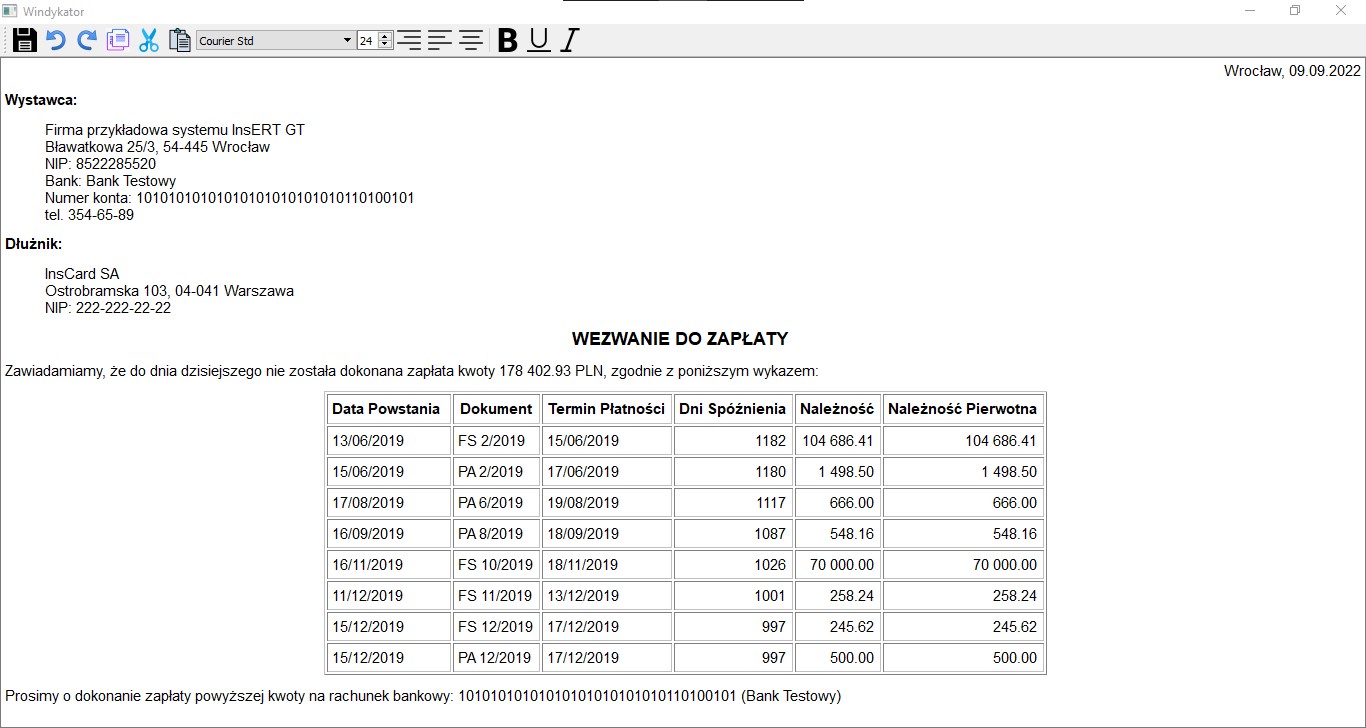 Windykator
Courier Std 24 B U I
Wrocław, 09.09.2022
Wystawca:
Firma przykładowa systemu InsERT GT
Bławatkowa 25/3, 54-445 Wrocław
NIP: 8522285520
Bank: Bank Testowy
Numer konta: 10101010101010101010101010110100101
tel. 354-65-89
Dłużnik:
InsCard SA
Ostrobramska 103, 04-041 Warszawa
NIP: 222-222-22-22
WEZWANIE DO ZAPŁATY
Zawiadamiamy, że do dnia dzisiejszego nie została dokonana zapłata kwoty 178 402.93 PLN, zgodnie z poniższym wykazem:
Data Powstania Dokument Termin Płatności Dni Spóźnienia Należność Należność Pierwotna
13/06/2019 FS 2/2019 15/06/2019 1182 104 686.41 104 686.41
15/06/2019 PA 2/2019 17/06/2019 1180 1 498.50 1 498.50
17/08/2019 PA 6/2019 19/08/2019 1117 666.00 666.00
16/09/2019 PA 8/2019 18/09/2019 1087 548.16 548.16
16/11/2019 FS 10/2019 18/11/2019 1026 70 000.00 70 000.00
11/12/2019 FS 11/2019 13/12/2019 1001 258.24 258.24
15/12/2019 FS 12/2019 17/12/2019 997 245.62 245.62
15/12/2019 PA 12/2019 17/12/2019 997 500.00 500.00
Prosimy o dokonanie zapłaty powyższej kwoty na rachunek bankowy: 10101010101010101010101010110100101 (Bank Testowy)